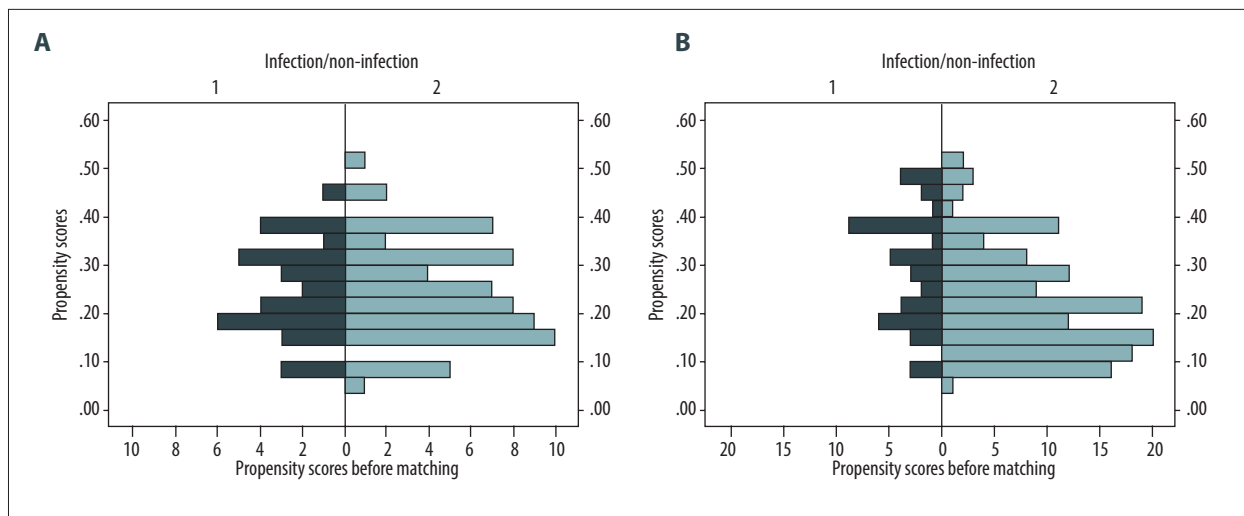 A
Infection/non-infection
1 2
Propensity scores
.60 .60
.50 .50
.40 .40
.30 .30
.20 .20
.10 .10
.00 .00
10 8 6 4 2 0 2 4 6 8 10
Propensity scores before matching
B
Infection/non-infection
1 2
Propensity scores
.60 .60
.50 .50
.40 .40
.30 .30
.20 .20
.10 .10
.00 .00
20 15 10 5 0 5 10 15 20
Propensity scores before matching